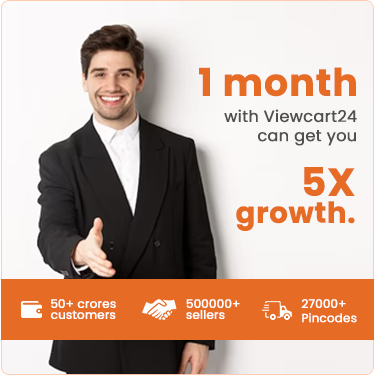 1 month
with Viewcart24
can get you
5X
growth.
50+ crores
customers
500000+
sellers
27000+
Pincodes